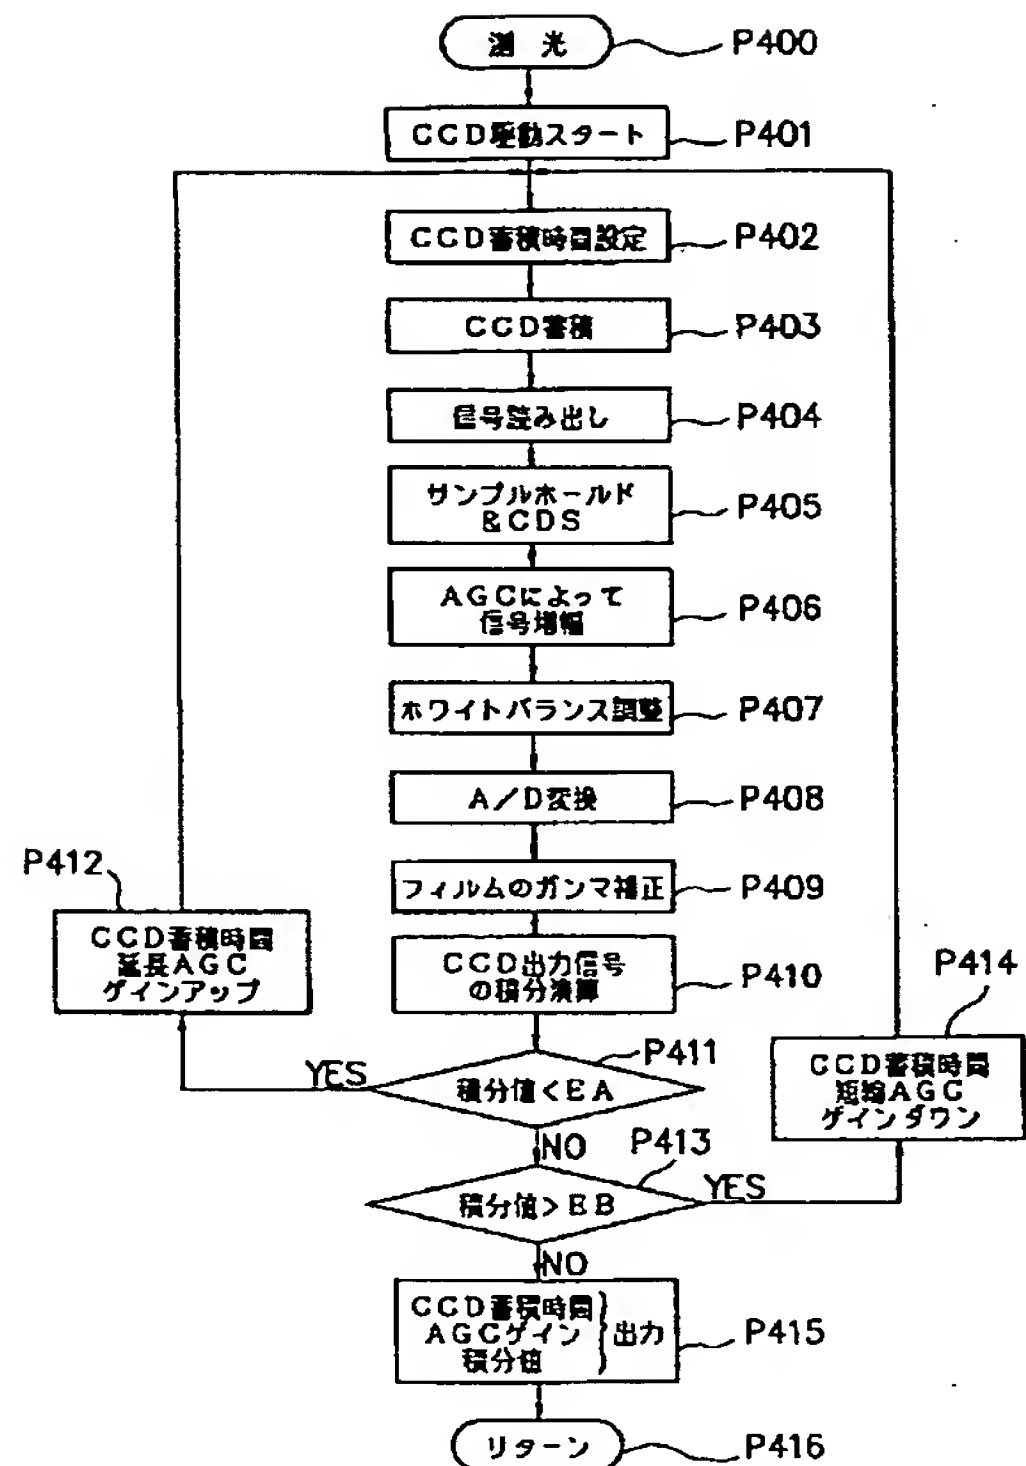 測光
P400
CCD駆動スタート
P401
CCD蓄積時間設定
P402
CCD蓄積
P403
信号読み出し
P404
サンプルホールド
&CDS
P405
AGCによって
信号増幅
P406
ホワイトバランス調整
P407
A/D変換
P408
フィルムのガンマ補正
P409
CCD出力信号
の積分演算
P410
積分値<EA
P411
YES
NO
P412
CCD蓄積時間
延長AGC
ゲインアップ
積分値>EB
P413
YES
NO
P414
CCD蓄積時間
短縮AGC
ゲインダウン
CCD蓄積時間
AGCゲイン
積分値
出力
P415
リターン
P416